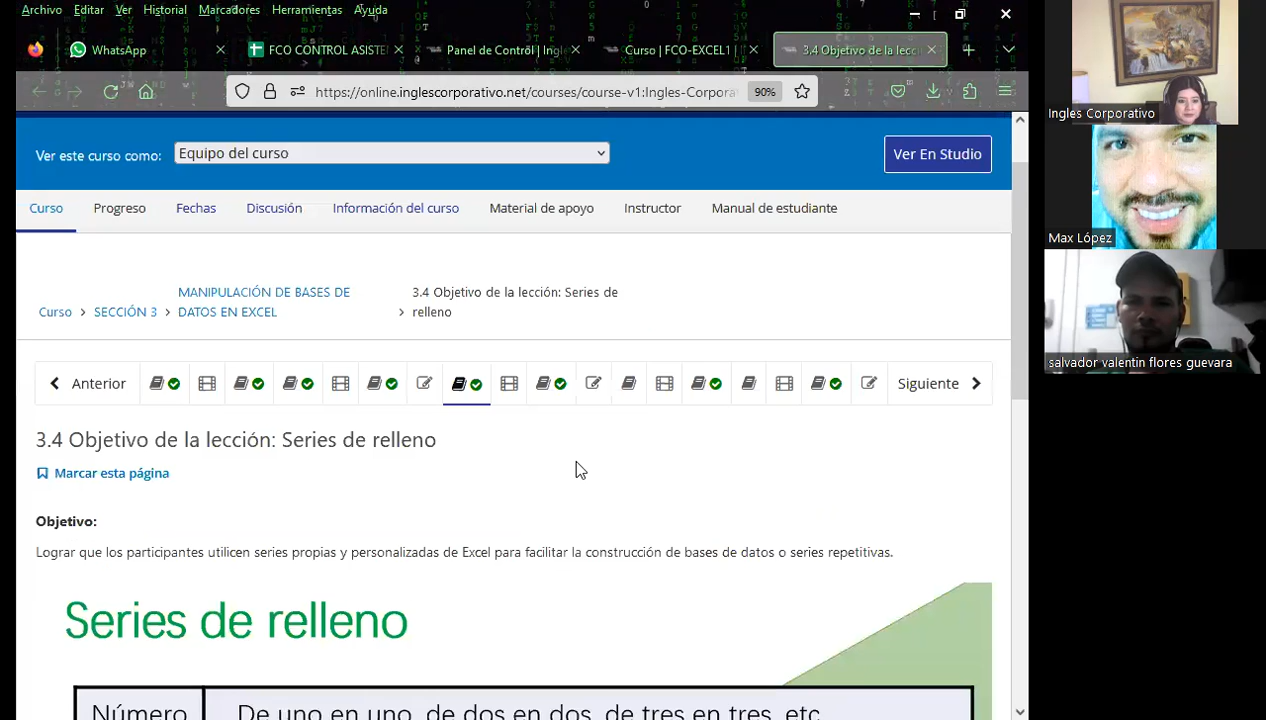 Archivo Editar Ver Historial Marcadores Herramientas Ayuda
WhatsApp FCO CONTROL ASISTE Panel de Control | Ingle Curso | FCO-EXCEL1 | 3.4 Objetivo de la lecci
https://online.inglescorporativo.net/courses/course-v1:Ingles-Corpora 90%
Ver este curso como: Equipo del curso Ver En Studio
Curso Progreso Fechas Discusión Información del curso Material de apoyo Instructor Manual de estudiante
Curso > SECCIÓN 3 > MANIPULACIÓN DE BASES DE
DATOS EN EXCEL > 3.4 Objetivo de la lección: Series de
relleno
Anterior Siguiente
3.4 Objetivo de la lección: Series de relleno
Marcar esta página
Objetivo:
Lograr que los participantes utilicen series propias y personalizadas de Excel para facilitar la construcción de bases de datos o series repetitivas.
Series de relleno
Número De uno en uno, de dos en dos, de tres en tres, etc
Ingles Corporativo
Max López
salvador valentin flores guevara